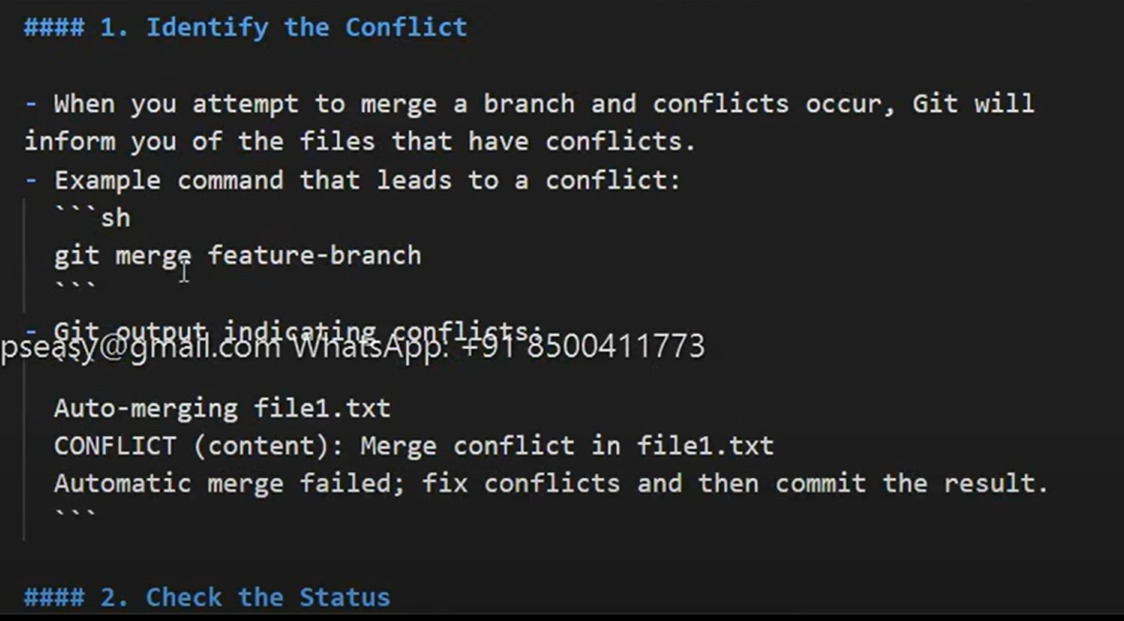 #### 1. Identify the Conflict
- When you attempt to merge a branch and conflicts occur, Git will
inform you of the files that have conflicts.
- Example command that leads to a conflict:
```sh
git merge feature-branch
```
- Git output indicating conflicts:
pseasy@gmail.com WhatsApp: +91 8500411773
```
Auto-merging file1.txt
CONFLICT (content): Merge conflict in file1.txt
Automatic merge failed; fix conflicts and then commit the result.
```
#### 2. Check the Status